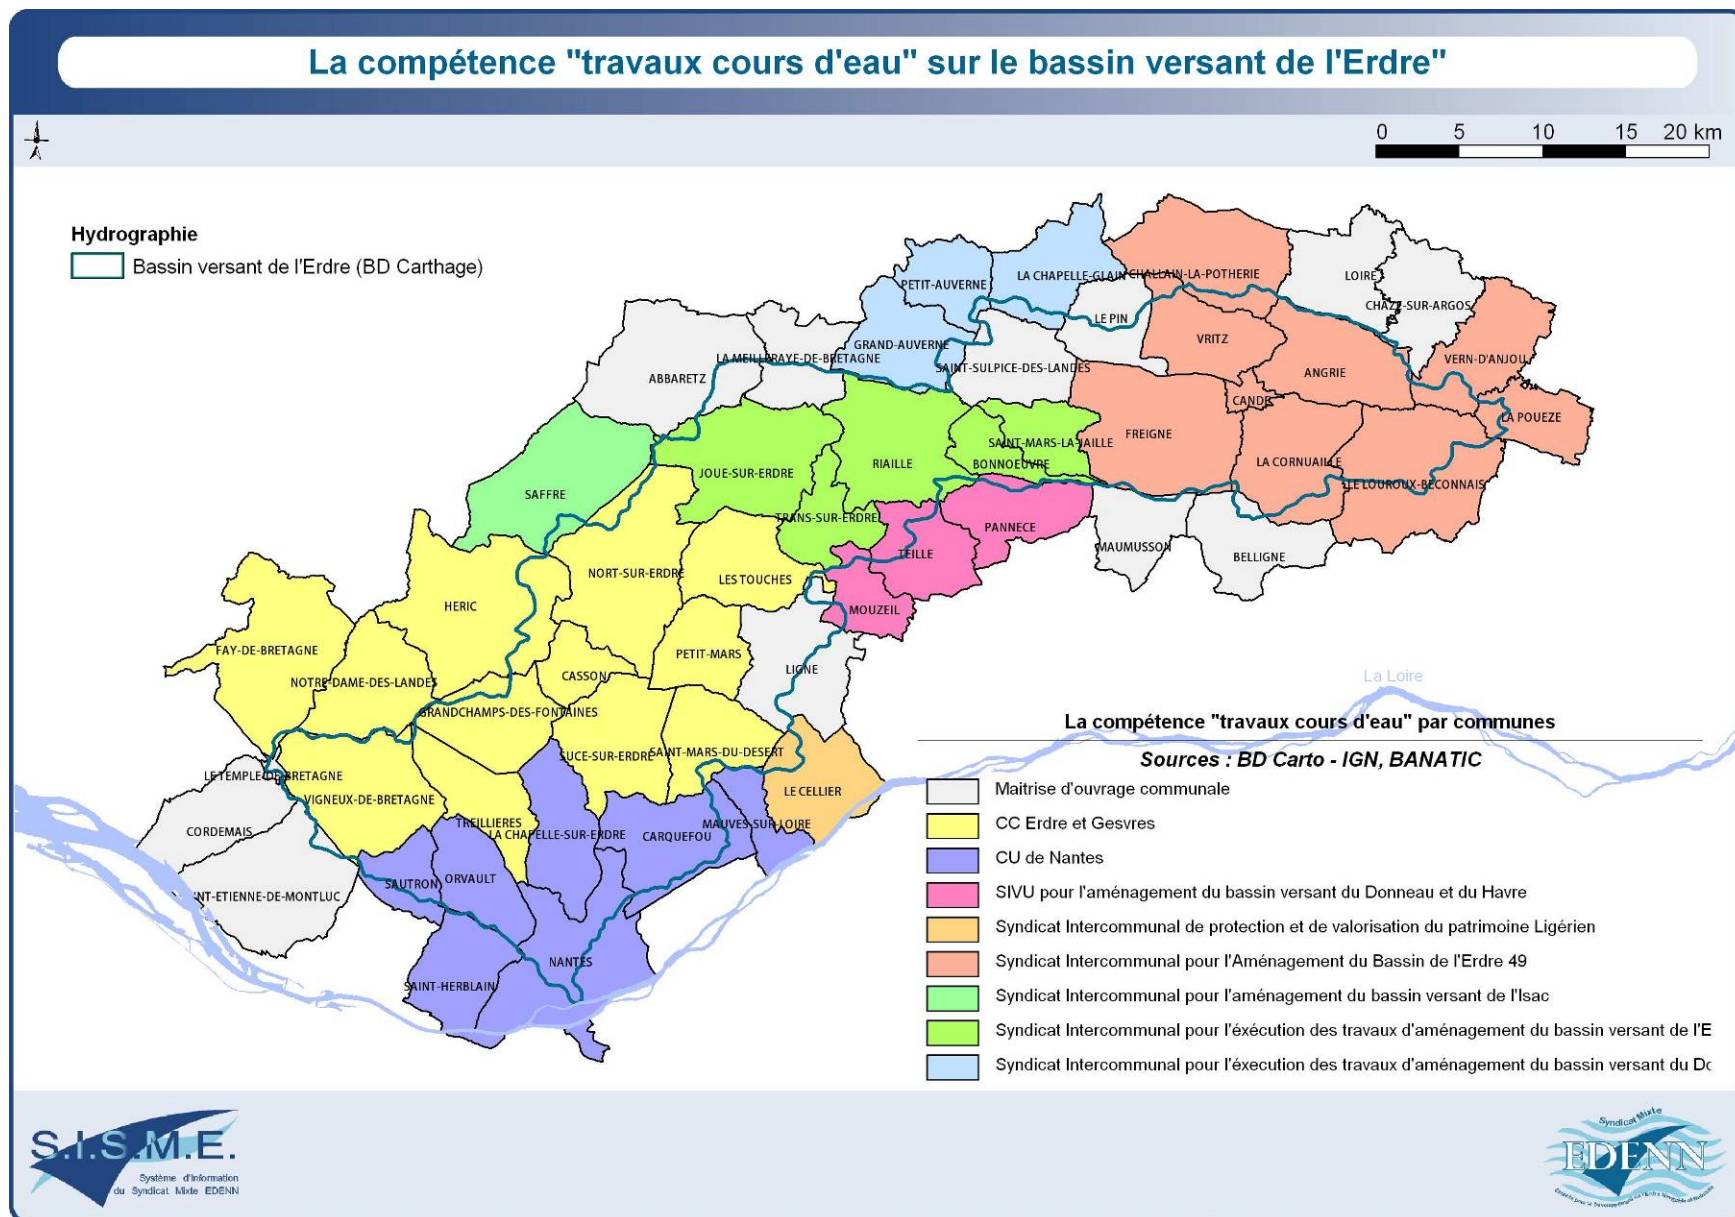 La compétence "travaux cours d'eau" sur le bassin versant de l'Erdre"
0 5 10 15 20 km
Hydrographie
Bassin versant de l'Erdre (BD Carthage)
LA CHAPELLE-GLAIN
CHALLAIN-LA-POTHERIE
LOIRE
PETIT-AUVERNE
CHAZE-SUR-ARGOS
LE PIN
VRITZ
GRAND-AUVERNE
LA MEILLERAYE-DE-BRETAGNE
VERN-D'ANJOU
SAINT-SULPICE-DES-LANDES
ANGRIE
ABBARETZ
CANDE
LA POUEZE
FREIGNE
SAINT-MARS-LA-JAILLE
RIAILLE
BONNOEUVRE
LA CORNUAILLE
JOUE-SUR-ERDRE
LE LOUROUX-BECONNAIS
SAFFRE
TRANS-SUR-ERDRE
PANNECE
MAUMUSSON
TEILLE
BELLIGNE
NORT-SUR-ERDRE
LES TOUCHES
HERIC
MOUZEIL
FAY-DE-BRETAGNE
PETIT-MARS
LIGNE
CASSON
NOTRE-DAME-DES-LANDES
La Loire
GRANDCHAMPS-DES-FONTAINES
SUCE-SUR-ERDRE
SAINT-MARS-DU-DESERT
LE TEMPLE-DE-BRETAGNE
LE CELLIER
VIGNEUX-DE-BRETAGNE
TREILLIERES
MAUVES-SUR-LOIRE
CORDEMAIS
LA CHAPELLE-SUR-ERDRE
CARQUEFOU
ORVAULT
SAUTRON
NT-ETIENNE-DE-MONTLUC
NANTES
SAINT-HERBLAIN
La compétence "travaux cours d'eau" par communes
Sources : BD Carto - IGN, BANATIC
Maitrise d'ouvrage communale
CC Erdre et Gesvres
CU de Nantes
SIVU pour l'aménagement du bassin versant du Donneau et du Havre
Syndicat Intercommunal de protection et de valorisation du patrimoine Ligérien
Syndicat Intercommunal pour l'Aménagement du Bassin de l'Erdre 49
Syndicat Intercommunal pour l'aménagement du bassin versant de l'Isac
Syndicat Intercommunal pour l'éxécution des travaux d'aménagement du bassin versant de l'E
Syndicat Intercommunal pour l'éxecution des travaux d'aménagement du bassin versant du Do
S.I.S.M.E.
Système d'Information
du Syndicat Mixte EDENN
Syndicat Mixte
EDENN